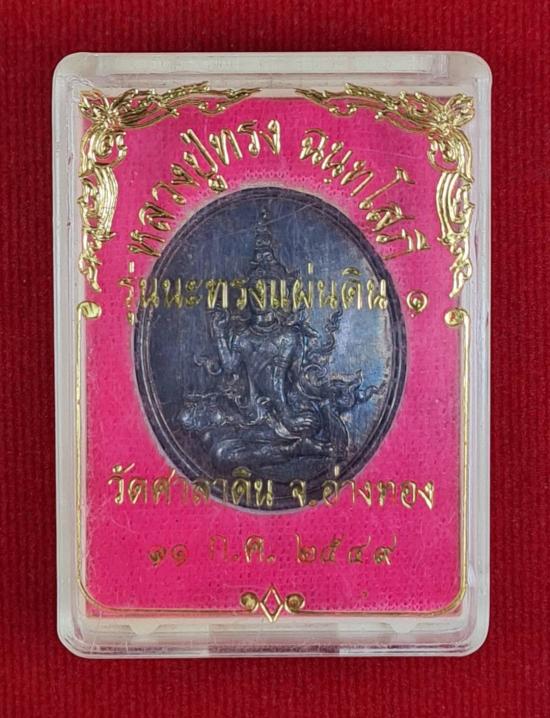 หลวงปู่ทรง ฉนฺทโสภี
รุ่นนะทรงแผ่นดิน ๑
วัดศาลาดิน จ.อ่างทอง
๓๑ ก.ค. ๒๕๔๙